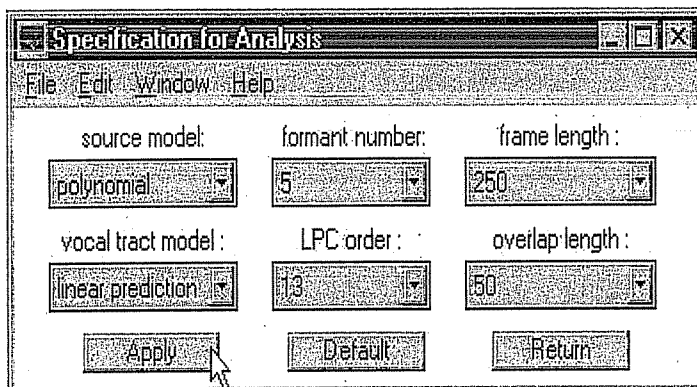 Specification for Analysis
File Edit Window Help
source model: formant number: frame length :
polynomial 5 250
vocal tract model : LPC order : overlap length :
linear prediction 13 50
Apply Default Return